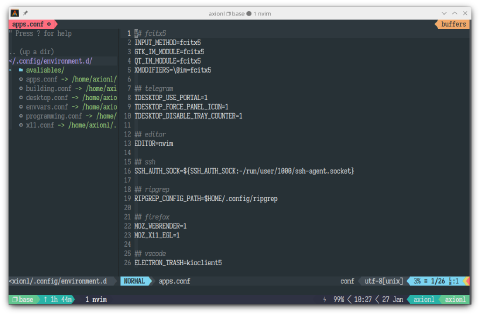 axionl❐base ● 1 nvim
apps.conf
buffers
" Press ? for help
.. (up a dir)
</.config/environment.d/
avaliables/
apps.conf -> /home/axionl/
building.conf -> /home/axi
desktop.conf -> /home/axio
envvars.conf -> /home/axio
programming.conf -> /home/
x11.conf -> /home/axionl/.
1 ## fcitx5
2 INPUT_METHOD=fcitx5
3 GTK_IM_MODULE=fcitx5
4 QT_IM_MODULE=fcitx5
5 XMODIFIERS=\@im=fcitx5
6
7 ## telegram
8 TDESKTOP_USE_PORTAL=1
9 TDESKTOP_FORCE_PANEL_ICON=1
10 TDESKTOP_DISABLE_TRAY_COUNTER=1
11
12 ## editor
13 EDITOR=nvim
14
15 ## ssh
16 SSH_AUTH_SOCK=${SSH_AUTH_SOCK:-/run/user/1000/ssh-agent.socket}
17
18 ## ripgrep
19 RIPGREP_CONFIG_PATH=$HOME/.config/ripgrep
20
21 ## firefox
22 MOZ_WEBRENDER=1
23 MOZ_X11_EGL=1
24
25 ## vscode
26 ELECTRON_TRASH=kioclient5
<axionl/.config/environment.d NORMAL apps.conf conf utf-8[unix] 3% ≡ 1/26 :1
❐ base ↑ 1h 44m 1 nvim 99% 10:27 27 Jan axionl axionl